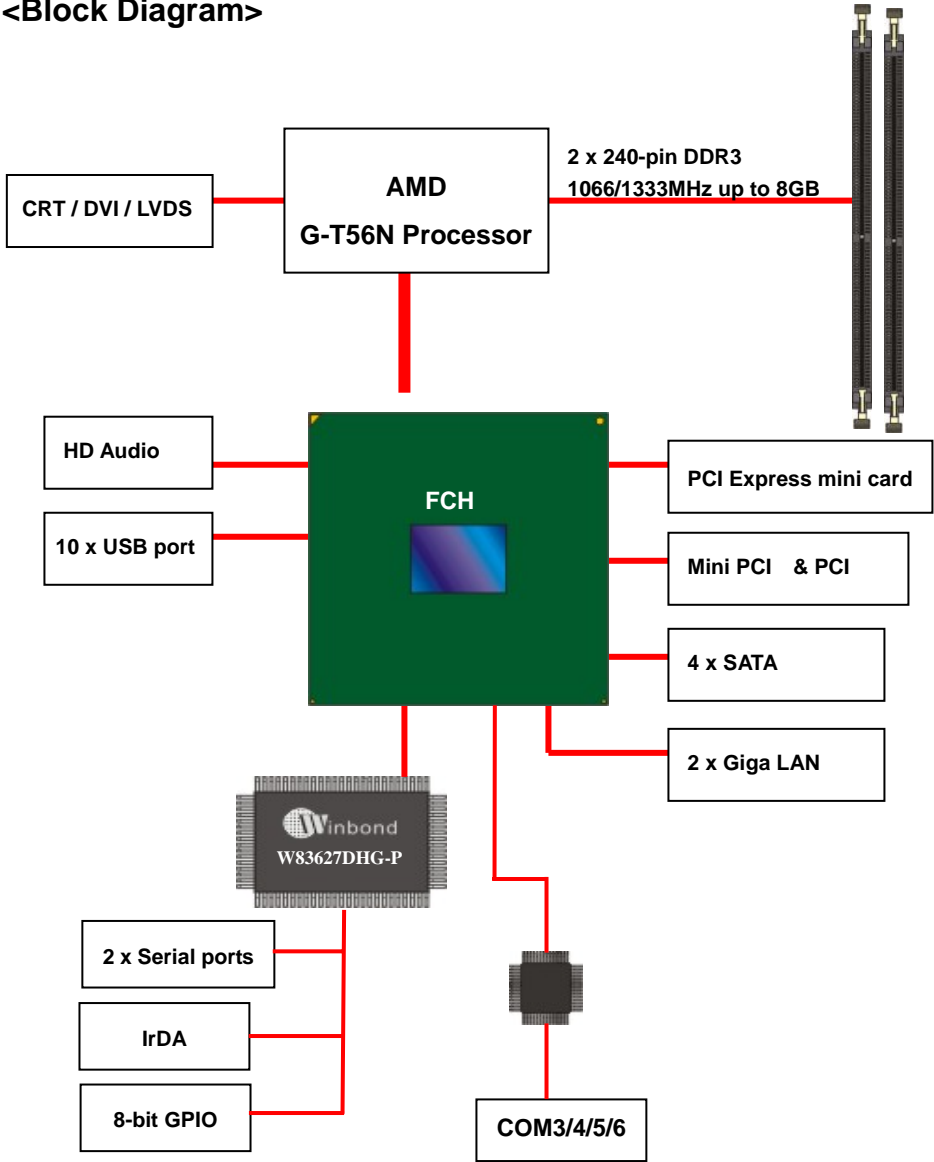 <Block Diagram>
2 x 240-pin DDR3
1066/1333MHz up to 8GB
AMD
G-T56N Processor
CRT / DVI / LVDS
HD Audio
10 x USB port
FCH
PCI Express mini card
Mini PCI & PCI
4 x SATA
2 x Giga LAN
Winbond
W83627DHG-P
2 x Serial ports
IrDA
8-bit GPIO
COM3/4/5/6